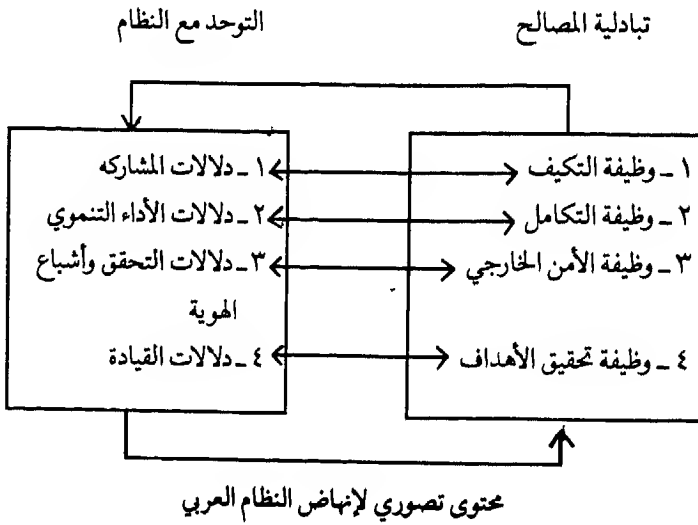 تبادلية المصالح
التوحد مع النظام
١ ـ وظيفة التكيف
٢ ـ وظيفة التكامل
٣ ـ وظيفة الأمن الخارجي
٤ ـ وظيفة تحقيق الأهداف
١ ـ دلالات المشاركه
٢ ـ دلالات الأداء التنموي
٣ ـ دلالات التحقق وأشباع
الهوية
٤ ـ دلالات القيادة
محتوى تصوري لإنهاض النظام العربي